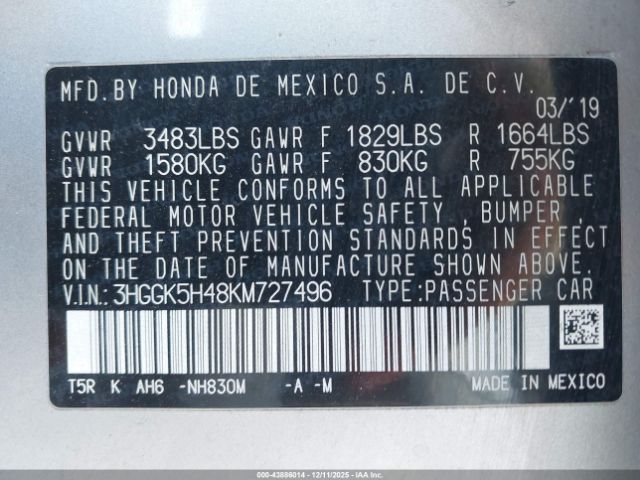 MFD. BY HONDA DE MEXICO S.A. DE C.V.
03/'19
GVWR 3483LBS GAWR F 1829LBS R 1664LBS
GVWR 1580KG GAWR F 830KG R 755KG
THIS VEHICLE CONFORMS TO ALL APPLICABLE
FEDERAL MOTOR VEHICLE SAFETY , BUMPER ,
AND THEFT PREVENTION STANDARDS IN EFFECT
ON THE DATE OF MANUFACTURE SHOWN ABOVE.
V.I.N.: 3HGGK5H48KM727496 TYPE:PASSENGER CAR
T5R K AH6 -NH830M -A -M MADE IN MEXICO
000-43886014 - 12/11/2025 - IAAI.CA